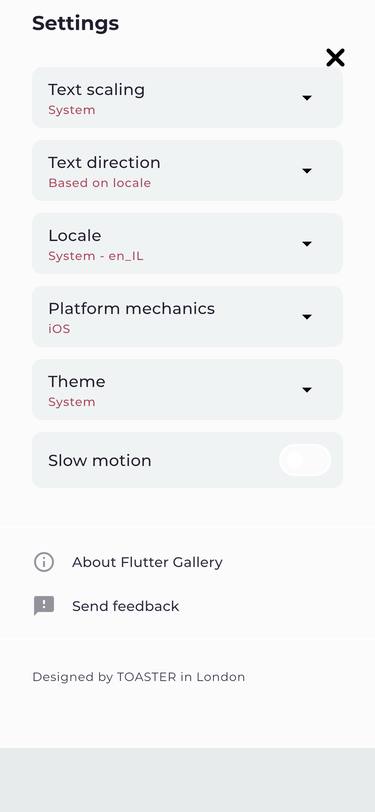 Settings
Text scaling
System
Text direction
Based on locale
Locale
System - en_IL
Platform mechanics
iOS
Theme
System
Slow motion
About Flutter Gallery
Send feedback
Designed by TOASTER in London